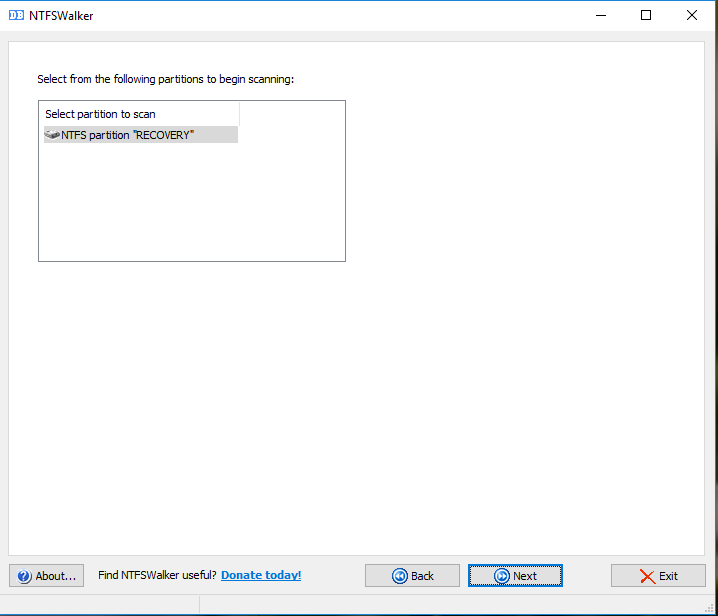 DE NTFSWalker
Select from the following partitions to begin scanning:
Select partition to scan
NTFS partition "RECOVERY"
? About... Find NTFSWalker useful? Donate today! Back Next Exit